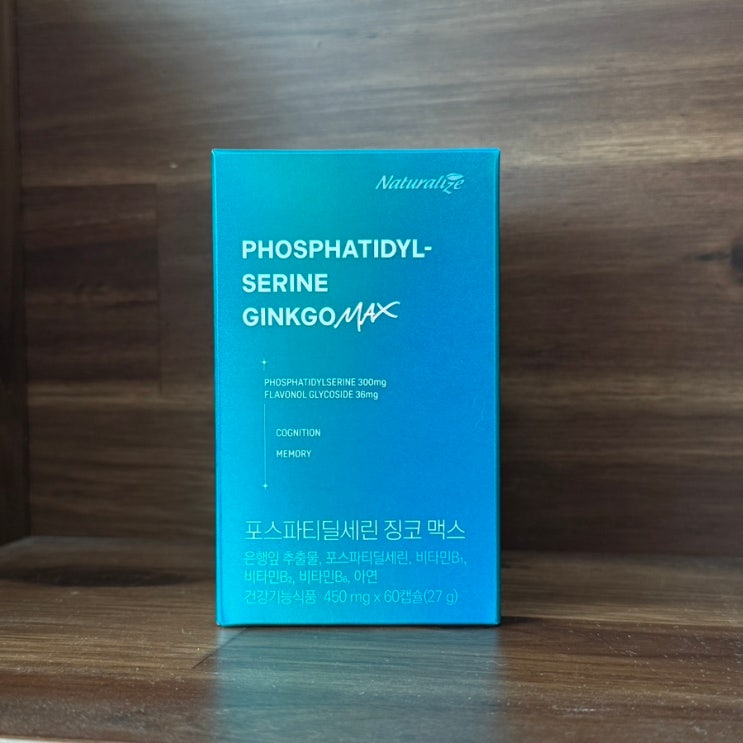 Naturalize
PHOSPHATIDYL-
SERINE
GINKGO MAX
PHOSPHATIDYLSERINE 300mg
FLAVONOL GLYCOSIDE 36mg
COGNITION
MEMORY
포스파티딜세린 징코 맥스
은행잎 추출물, 포스파티딜세린, 비타민B₁,
비타민B₂, 비타민B₆, 아연
건강기능식품 450 mg x 60캡슐(27 g)